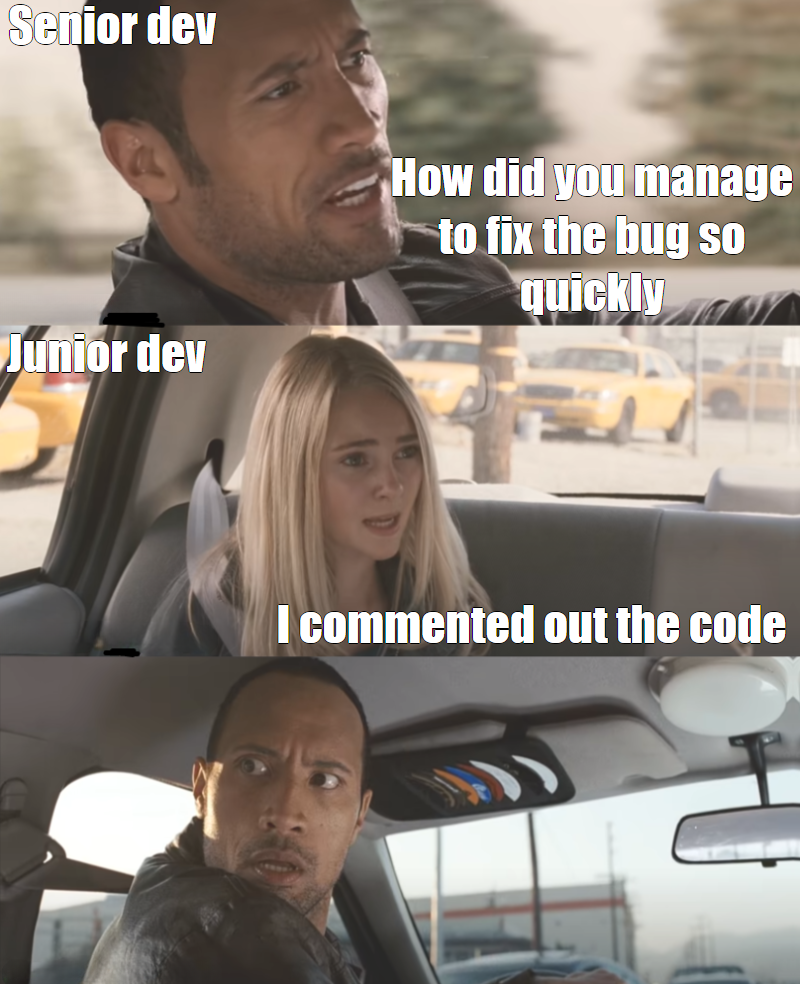 Senior dev
How did you manage
to fix the bug so
quickly
Junior dev
I commented out the code